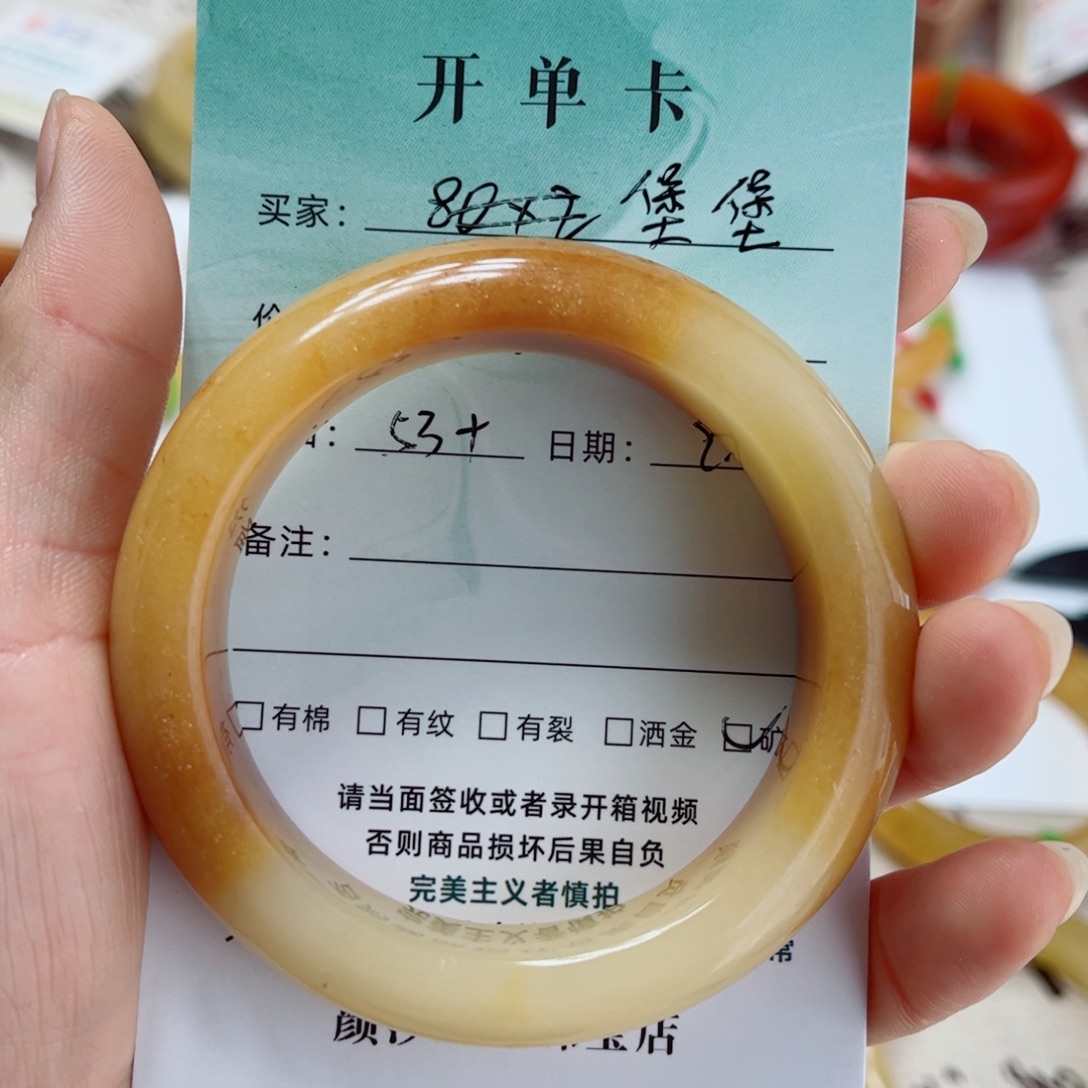 开单卡
买家： 堡堡
53+ 日期：
备注：
□有棉 □有纹 □有裂 □洒金 ☑矿
请当面签收或者录开箱视频
否则商品损坏后果自负
完美主义者慎拍
店